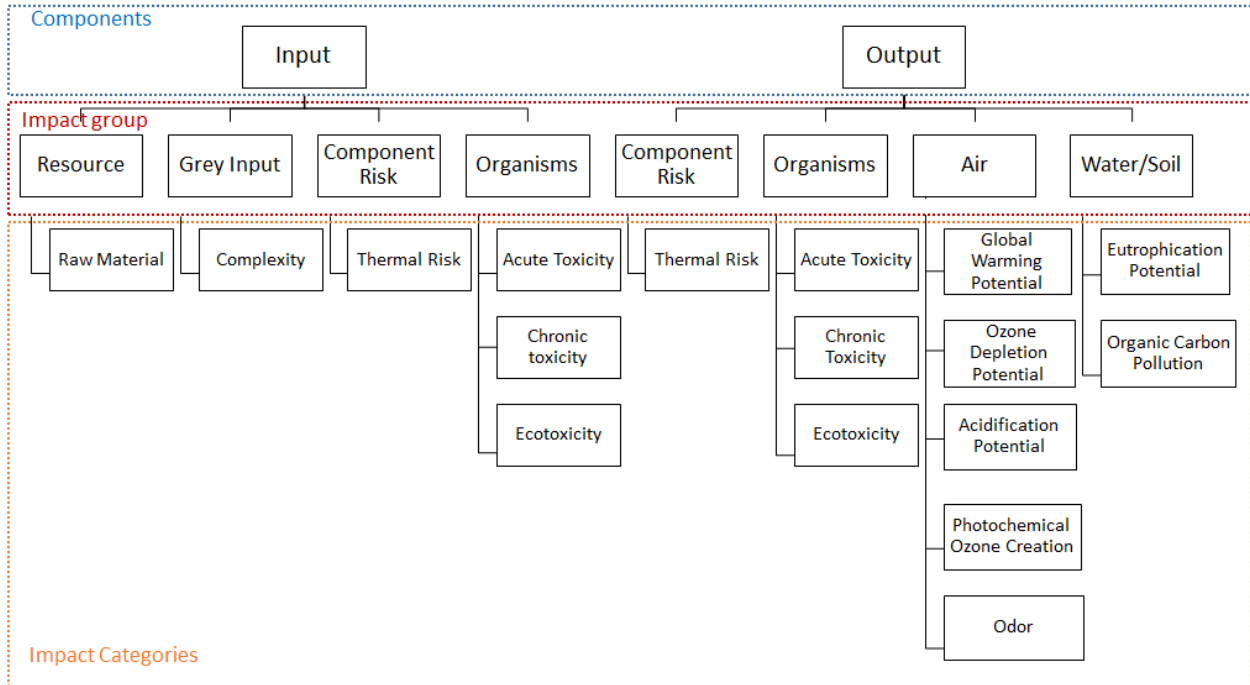 Components
Input
Output
Impact group
Resource
Grey Input
Component
Risk
Organisms
Component
Risk
Organisms
Air
Water/Soil
Raw Material
Complexity
Thermal Risk
Acute Toxicity
Chronic
toxicity
Ecotoxicity
Thermal Risk
Acute Toxicity
Chronic
Toxicity
Ecotoxicity
Global
Warming
Potential
Ozone
Depletion
Potential
Acidification
Potential
Photochemical
Ozone Creation
Odor
Eutrophication
Potential
Organic Carbon
Pollution
Impact Categories